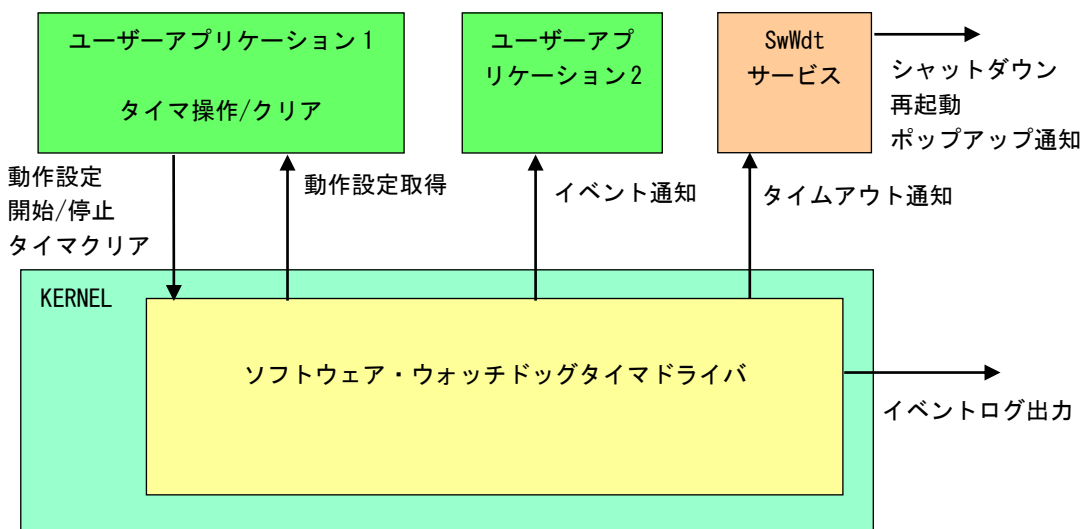 ユーザーアプリケーション１
タイマ操作/クリア
ユーザーアプ
リケーション２
SwWdt
サービス
シャットダウン
再起動
ポップアップ通知
動作設定
開始/停止
タイマクリア
動作設定取得
イベント通知
タイムアウト通知
KERNEL
ソフトウェア・ウォッチドッグタイマドライバ
イベントログ出力